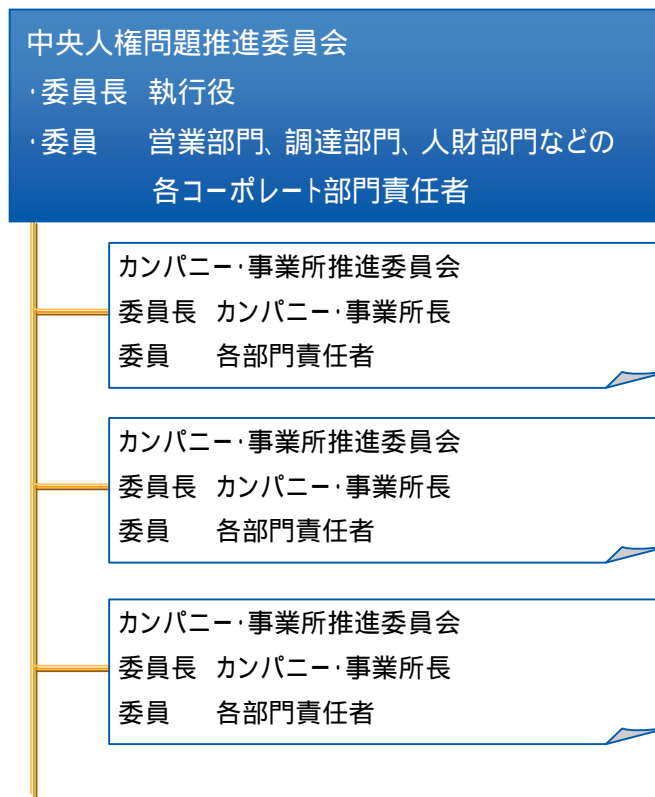 中央人権問題推進委員会
・委員長 執行役
・委員 営業部門、調達部門、人財部門などの
各コーポレート部門責任者
カンパニー・事業所推進委員会
委員長 カンパニー・事業所長
委員 各部門責任者
カンパニー・事業所推進委員会
委員長 カンパニー・事業所長
委員 各部門責任者
カンパニー・事業所推進委員会
委員長 カンパニー・事業所長
委員 各部門責任者